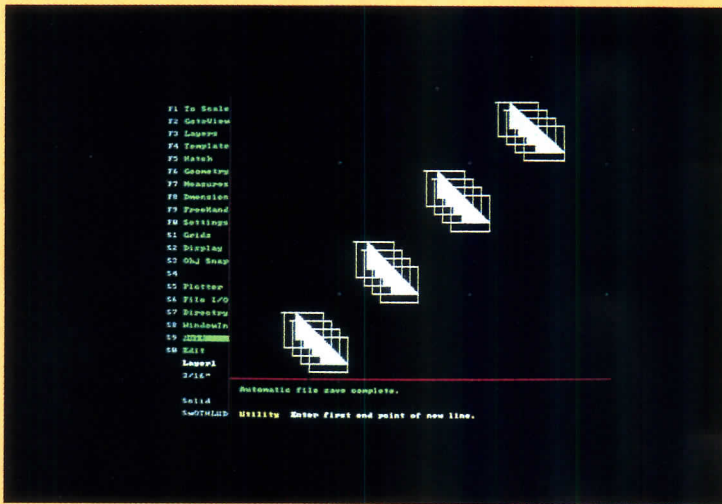 F1 To Scale
F2 GotoView
F3 Layers
F4 Template
F5 Hatch
F6 Geometry
F7 Measures
F8 Dmension
F9 FreeHand
F0 Settings
S1 Grids
S2 Display
S3 Obj Snap
S4
S5 Plotter
S6 File I/O
S7 Directry
S8 WindowIn
S9
S0 Edit
Layer1
3/16"
Automatic file save complete.
Solid
SwOTHLUD Utility Enter first end point of new line.